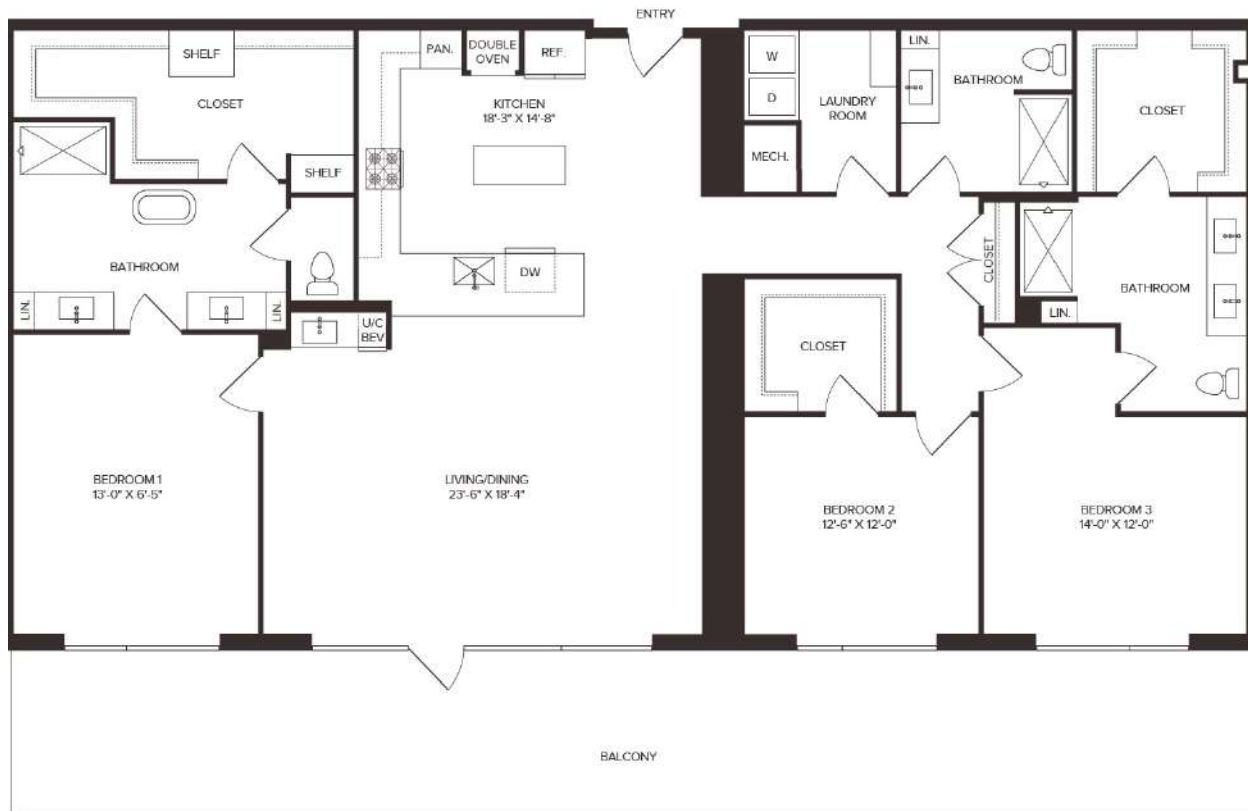 ENTRY
SHELF
CLOSET
SHELF
PAN.
DOUBLE
OVEN
REF.
KITCHEN
18'-3" X 14'-8"
DW
W
D
MECH.
LAUNDRY
ROOM
LIN.
BATHROOM
CLOSET
BATHROOM
LIN.
LIN.
U/C
BEV
CLOSET
CLOSET
LIN.
BATHROOM
BEDROOM 1
13'-0" X 6'-5"
LIVING/DINING
23'-6" X 18'-4"
BEDROOM 2
12'-6" X 12'-0"
BEDROOM 3
14'-0" X 12'-0"
BALCONY